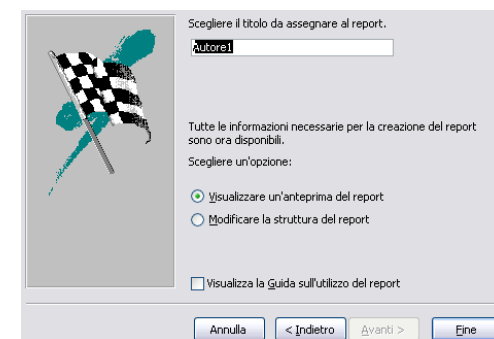 Scegliere il titolo da assegnare al report.
Autore1
Tutte le informazioni necessarie per la creazione del report
sono ora disponibili.
Scegliere un'opzione:
Visualizzare un'anteprima del report
Modificare la struttura del report
Visualizza la Guida sull'utilizzo del report
Annulla < Indietro Avanti > Fine